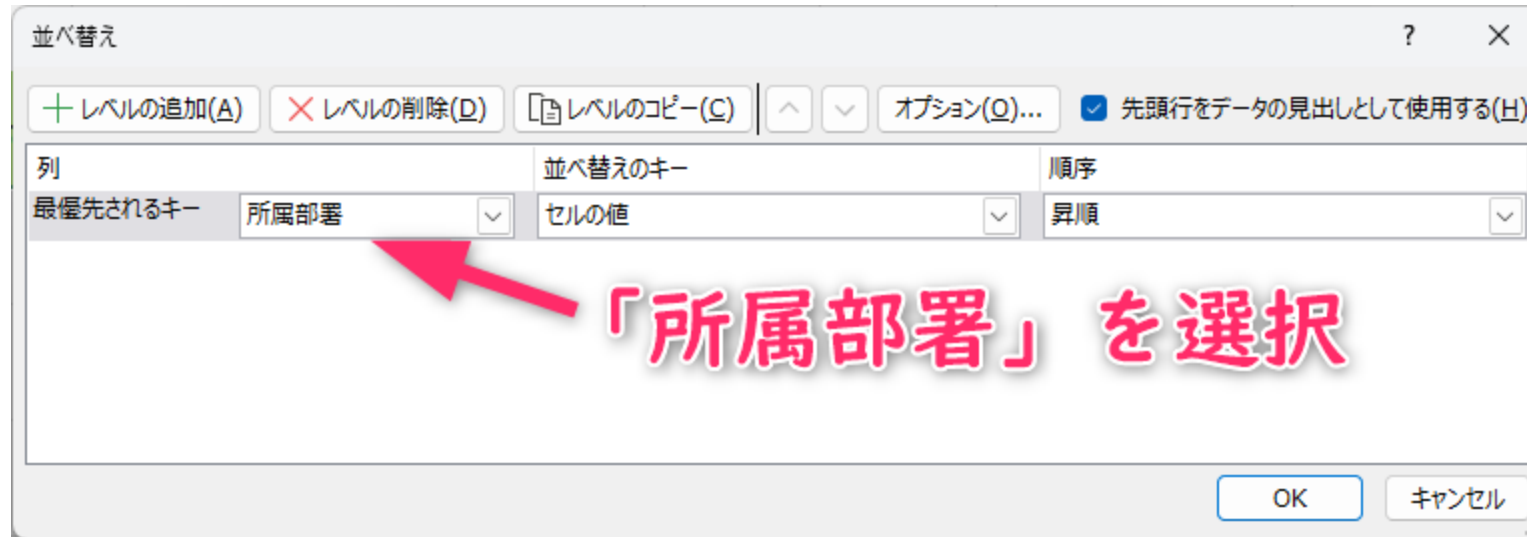 並べ替え ? ×
レベルの追加(A) レベルの削除(D) レベルのコピー(C) オプション(O)... 先頭行をデータの見出しとして使用する(H)
列 並べ替えのキー 順序
最優先されるキー 所属部署 セルの値 昇順
「所属部署」を選択
OK キャンセル